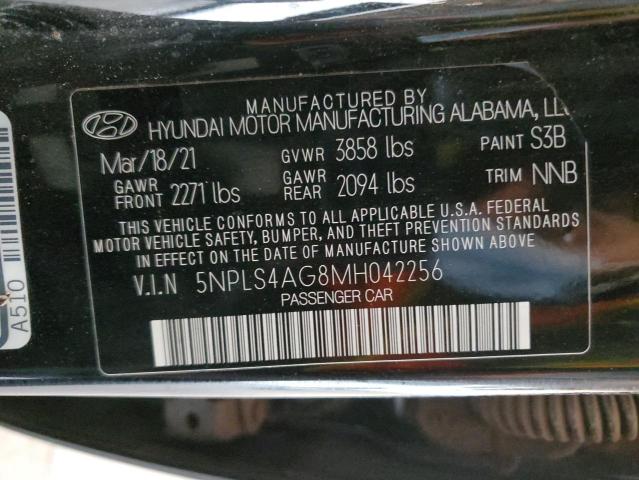 MANUFACTURED BY
HYUNDAI MOTOR MANUFACTURING ALABAMA, LLC
Mar/18/21 GVWR 3858 lbs PAINT S3B
GAWR FRONT 2271 lbs GAWR REAR 2094 lbs TRIM NNB
THIS VEHICLE CONFORMS TO ALL APPLICABLE U.S.A. FEDERAL
MOTOR VEHICLE SAFETY, BUMPER, AND THEFT PREVENTION STANDARDS
IN EFFECT ON THE DATE OF MANUFACTURE SHOWN ABOVE.
V.I.N 5NPLS4AG8MH042256
PASSENGER CAR
A510